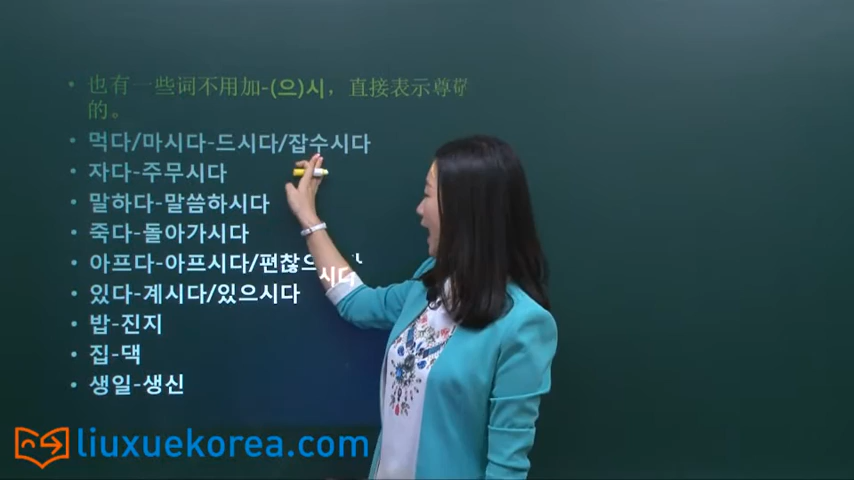 也有一些词不用加-(으)시，直接表示尊敬
的。
먹다/마시다-드시다/잡수시다
자다-주무시다
말하다-말씀하시다
죽다-돌아가시다
아프다-아프시다/편찮으시다
있다-계시다/있으시다
밥-진지
집-댁
생일-생신
liuxuekorea.com